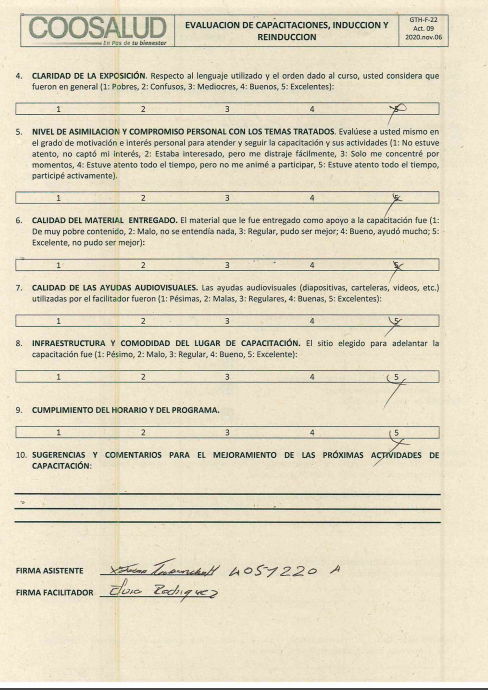 COOSALUD
En Pos de tu bienestar
EVALUACION DE CAPACITACIONES, INDUCCION Y
REINDUCCION
GTH-F-22
Act. 09
2020.nov.06
4. CLARIDAD DE LA EXPOSICIÓN. Respecto al lenguaje utilizado y el orden dado al curso, usted considera que
fueron en general (1: Pobres, 2: Confusos, 3: Mediocres, 4: Buenos, 5: Excelentes):
1 2 3 4 5
5. NIVEL DE ASIMILACION Y COMPROMISO PERSONAL CON LOS TEMAS TRATADOS. Evalúese a usted mismo en
el grado de motivación e interés personal para atender y seguir la capacitación y sus actividades (1: No estuve
atento, no captó mi interés, 2: Estaba interesado, pero me distraje fácilmente, 3: Solo me concentré por
momentos, 4: Estuve atento todo el tiempo, pero no me animé a participar, 5: Estuve atento todo el tiempo,
participé activamente).
1 2 3 4 5
6. CALIDAD DEL MATERIAL ENTREGADO. El material que le fue entregado como apoyo a la capacitación fue (1:
De muy pobre contenido, 2: Malo, no se entendía nada, 3: Regular, pudo ser mejor; 4: Bueno, ayudó mucho; 5:
Excelente, no pudo ser mejor):
1 2 3 4 5
7. CALIDAD DE LAS AYUDAS AUDIOVISUALES. Las ayudas audiovisuales (diapositivas, carteleras, videos, etc.)
utilizadas por el facilitador fueron (1: Pésimas, 2: Malas, 3: Regulares, 4: Buenas, 5: Excelentes):
1 2 3 4 5
8. INFRAESTRUCTURA Y COMODIDAD DEL LUGAR DE CAPACITACIÓN. El sitio elegido para adelantar la
capacitación fue (1: Pésimo, 2: Malo, 3: Regular, 4: Bueno, 5: Excelente):
1 2 3 4 5
9. CUMPLIMIENTO DEL HORARIO Y DEL PROGRAMA.
1 2 3 4 5
10. SUGERENCIAS Y COMENTARIOS PARA EL MEJORAMIENTO DE LAS PRÓXIMAS ACTIVIDADES DE
CAPACITACIÓN:
FIRMA ASISTENTE 4051220 A
FIRMA FACILITADOR Rodriguez